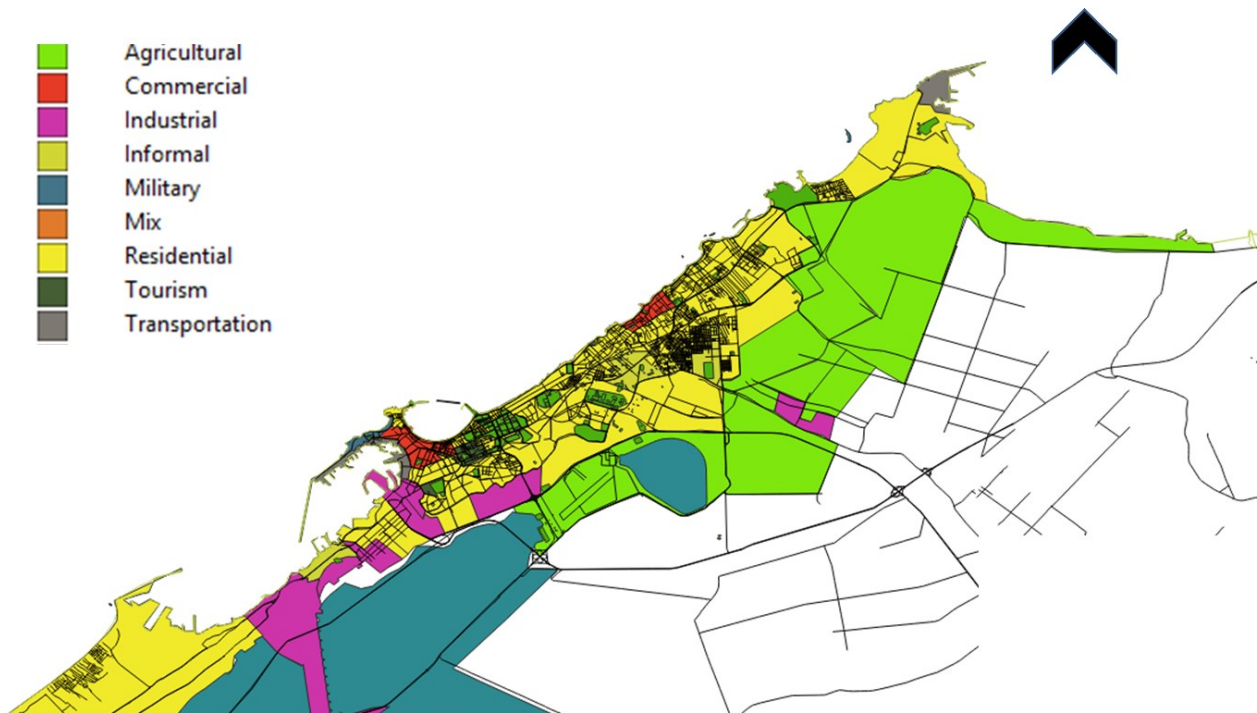 Agricultural
Commercial
Industrial
Informal
Military
Mix
Residential
Tourism
Transportation